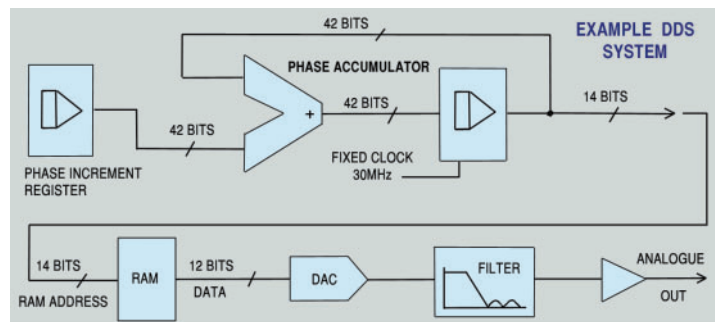 42 BITS
EXAMPLE DDS
SYSTEM
PHASE ACCUMULATOR
42 BITS
14 BITS
+
42 BITS
FIXED CLOCK
30MHz
PHASE INCREMENT
REGISTER
14 BITS
RAM ADDRESS
RAM
12 BITS
DATA
DAC
FILTER
ANALOGUE
OUT